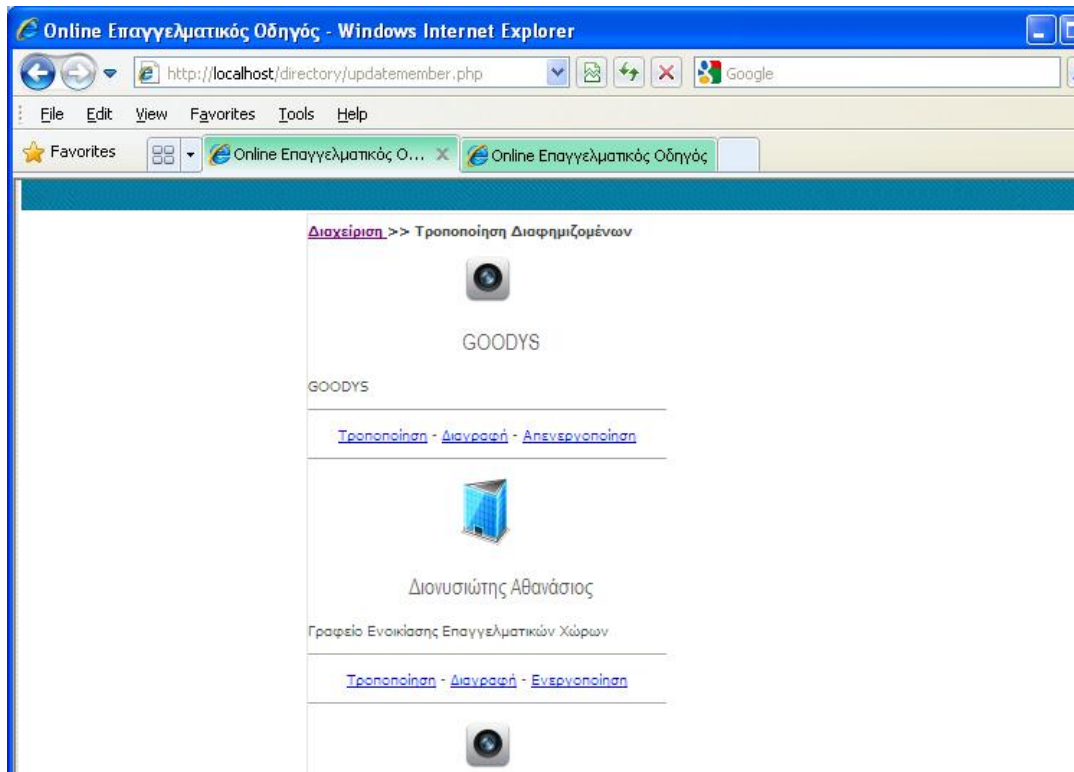 Online Επαγγελματικός Οδηγός - Windows Internet Explorer
http://localhost/directory/updatemember.php
Google
File Edit View Favorites Tools Help
Favorites
Online Επαγγελματικός Ο...
Online Επαγγελματικός Οδηγός
Διαχείριση >> Τροποποίηση Διαφημιζομένων
GOODYS
GOODYS
Τροποποίηση - Διαγραφή - Απενεργοποίηση
Διονυσιώτης Αθανάσιος
Γραφείο Ενοικίασης Επαγγελματικών Χώρων
Τροποποίηση - Διαγραφή - Ενεργοποίηση